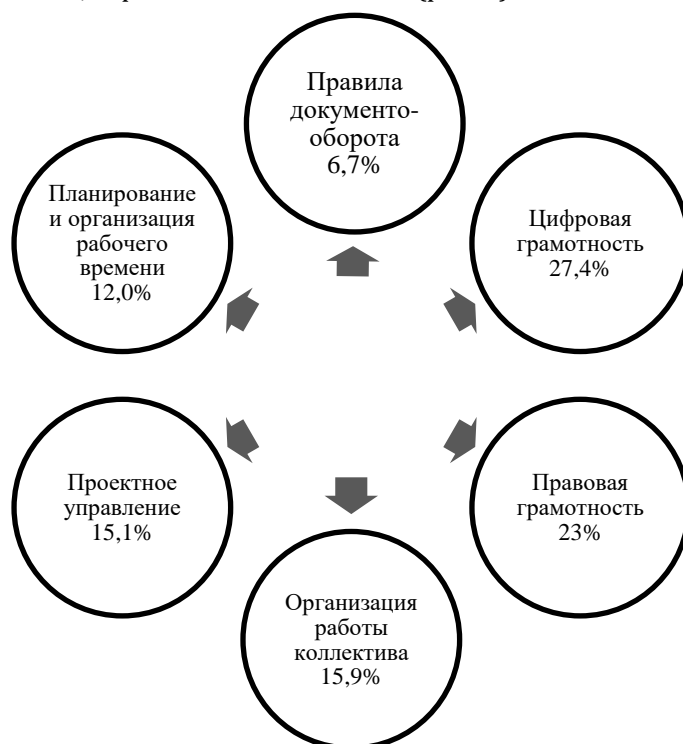 Правила
документо-
оборота
6,7%
Цифровая
грамотность
27,4%
Правовая
грамотность
23%
Организация
работы
коллектива
15,9%
Проектное
управление
15,1%
Планирование
и организация
рабочего
времени
12,0%